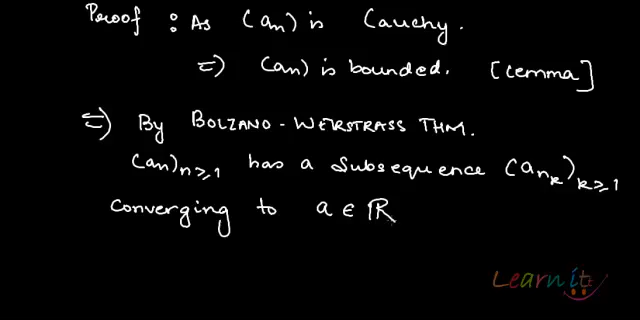 Proof : As (an) is Cauchy.
=) (an) is bounded. [Lemma]
=) By BOLZANO-WEIRSTRASS THM.
(an)n≥1 has a subsequence (ank)k≥1
converging to a ∈ ℝ
Learnit